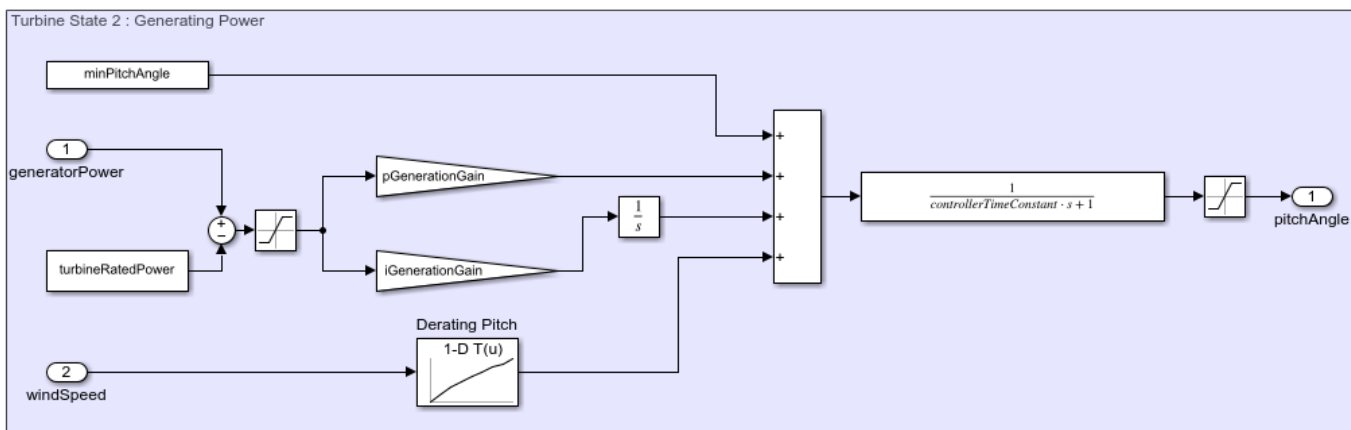 Turbine State 2 : Generating Power
minPitchAngle
1
generatorPower
+
−
turbineRatedPower
pGenerationGain
iGenerationGain
1
s
Derating Pitch
1-D T(u)
2
windSpeed
+
+
+
+
1
controllerTimeConstant · s + 1
1
pitchAngle